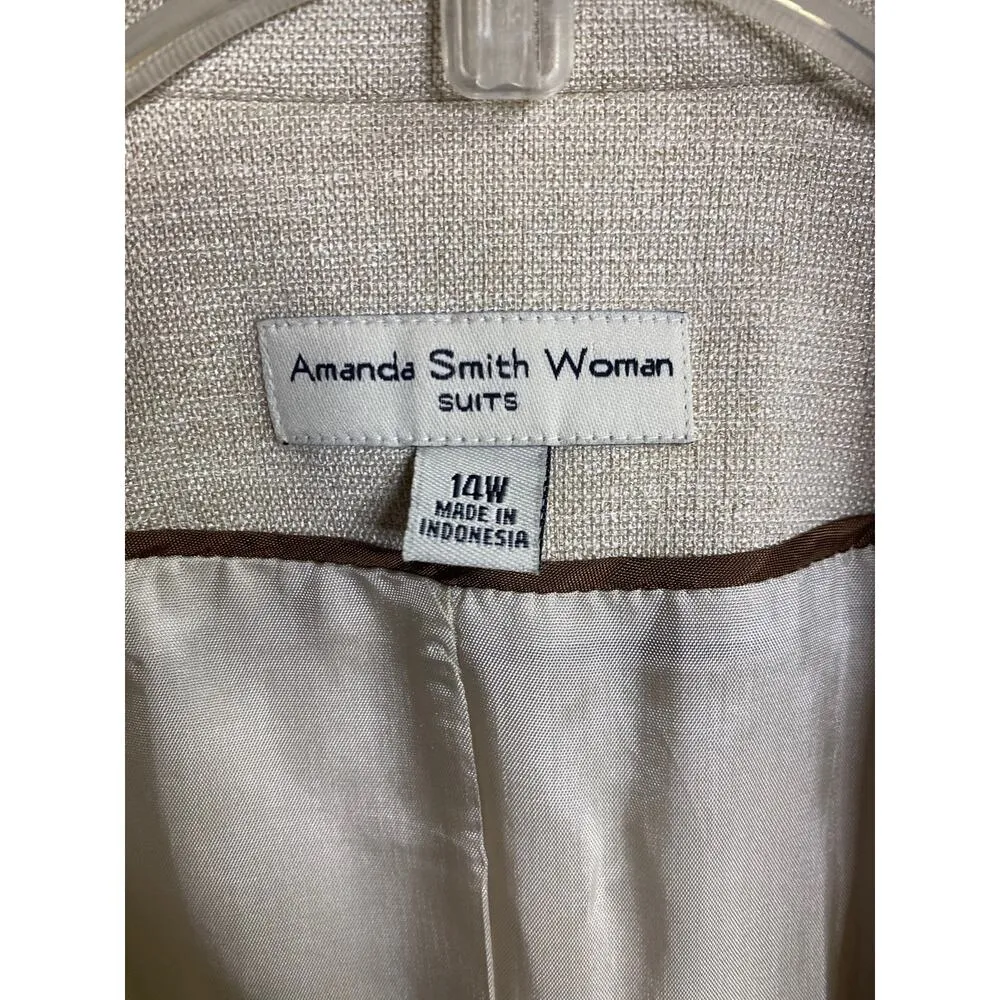 Amanda Smith Woman
SUITS
14W
MADE IN
INDONESIA